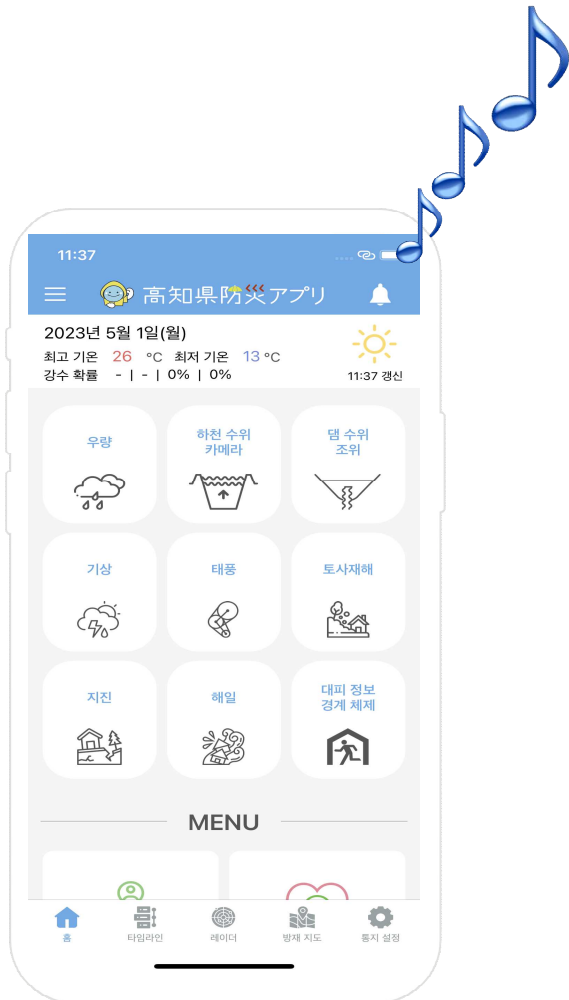 11:37
高知県防災アプリ
2023년 5월 1일(월)
최고 기온 26 °C 최저 기온 13 °C
강수 확률 - | - | 0% | 0%
11:37 갱신
우량
하천 수위
카메라
댐 수위
조위
기상
태풍
토사재해
지진
해일
대피 정보
경계 체제
MENU
홈
타임라인
레이더
방재 지도
통지 설정